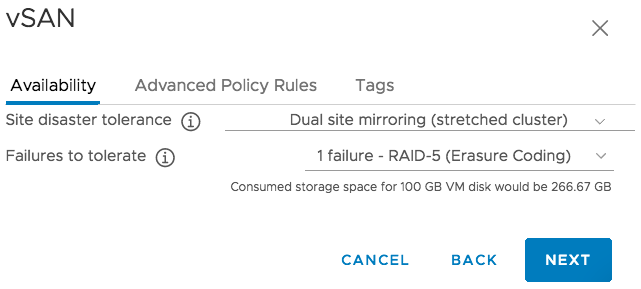 vSAN
Availability Advanced Policy Rules Tags
Site disaster tolerance Dual site mirroring (stretched cluster)
Failures to tolerate 1 failure - RAID-5 (Erasure Coding)
Consumed storage space for 100 GB VM disk would be 266.67 GB
CANCEL BACK NEXT